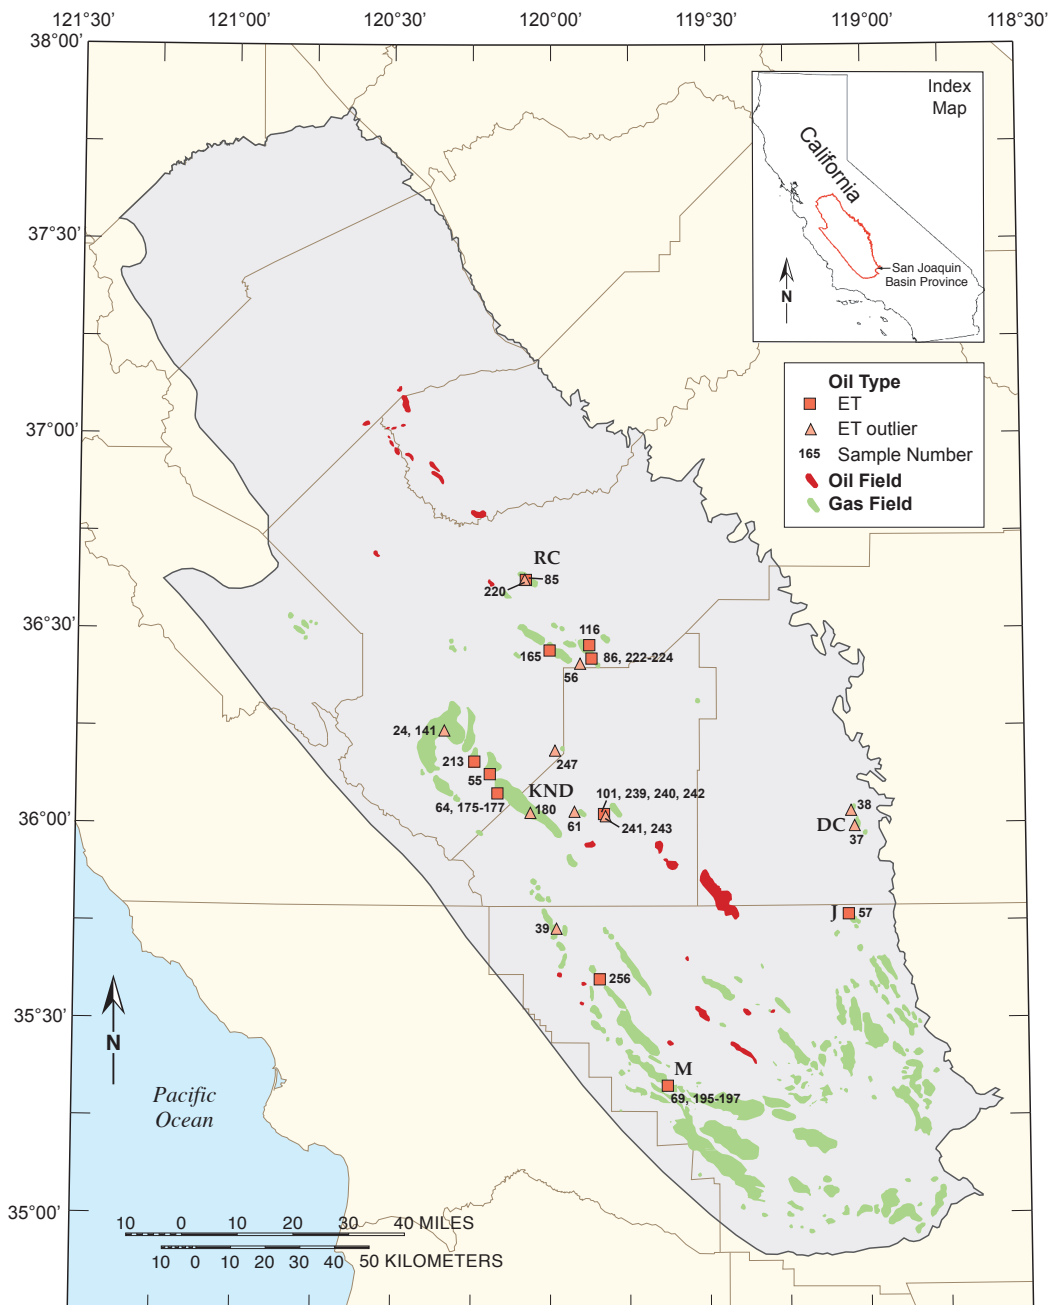 121°30' 121°00' 120°30' 120°00' 119°30' 119°00' 118°30'
38°00'
37°30'
37°00'
36°30'
36°00'
35°30'
35°00'
Index
Map
California
San Joaquin
Basin Province
N
Oil Type
ET
ET outlier
165 Sample Number
Oil Field
Gas Field
RC
85
220
116
165
86, 222-224
56
24, 141
213
247
55
KND
64, 175-177
180
61
101, 239, 240, 242
241, 243
38
DC
37
J
57
39
256
M
69, 195-197
N
Pacific
Ocean
10 0 10 20 30 40 MILES
10 0 10 20 30 40 50 KILOMETERS